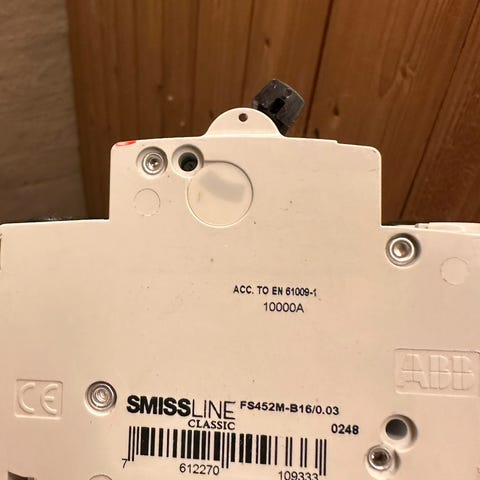 ACC. TO EN 61009-1
10000A
CE
ABB
SMISSLINE FS452M-B16/0.03
CLASSIC
0248
7 612270 109333